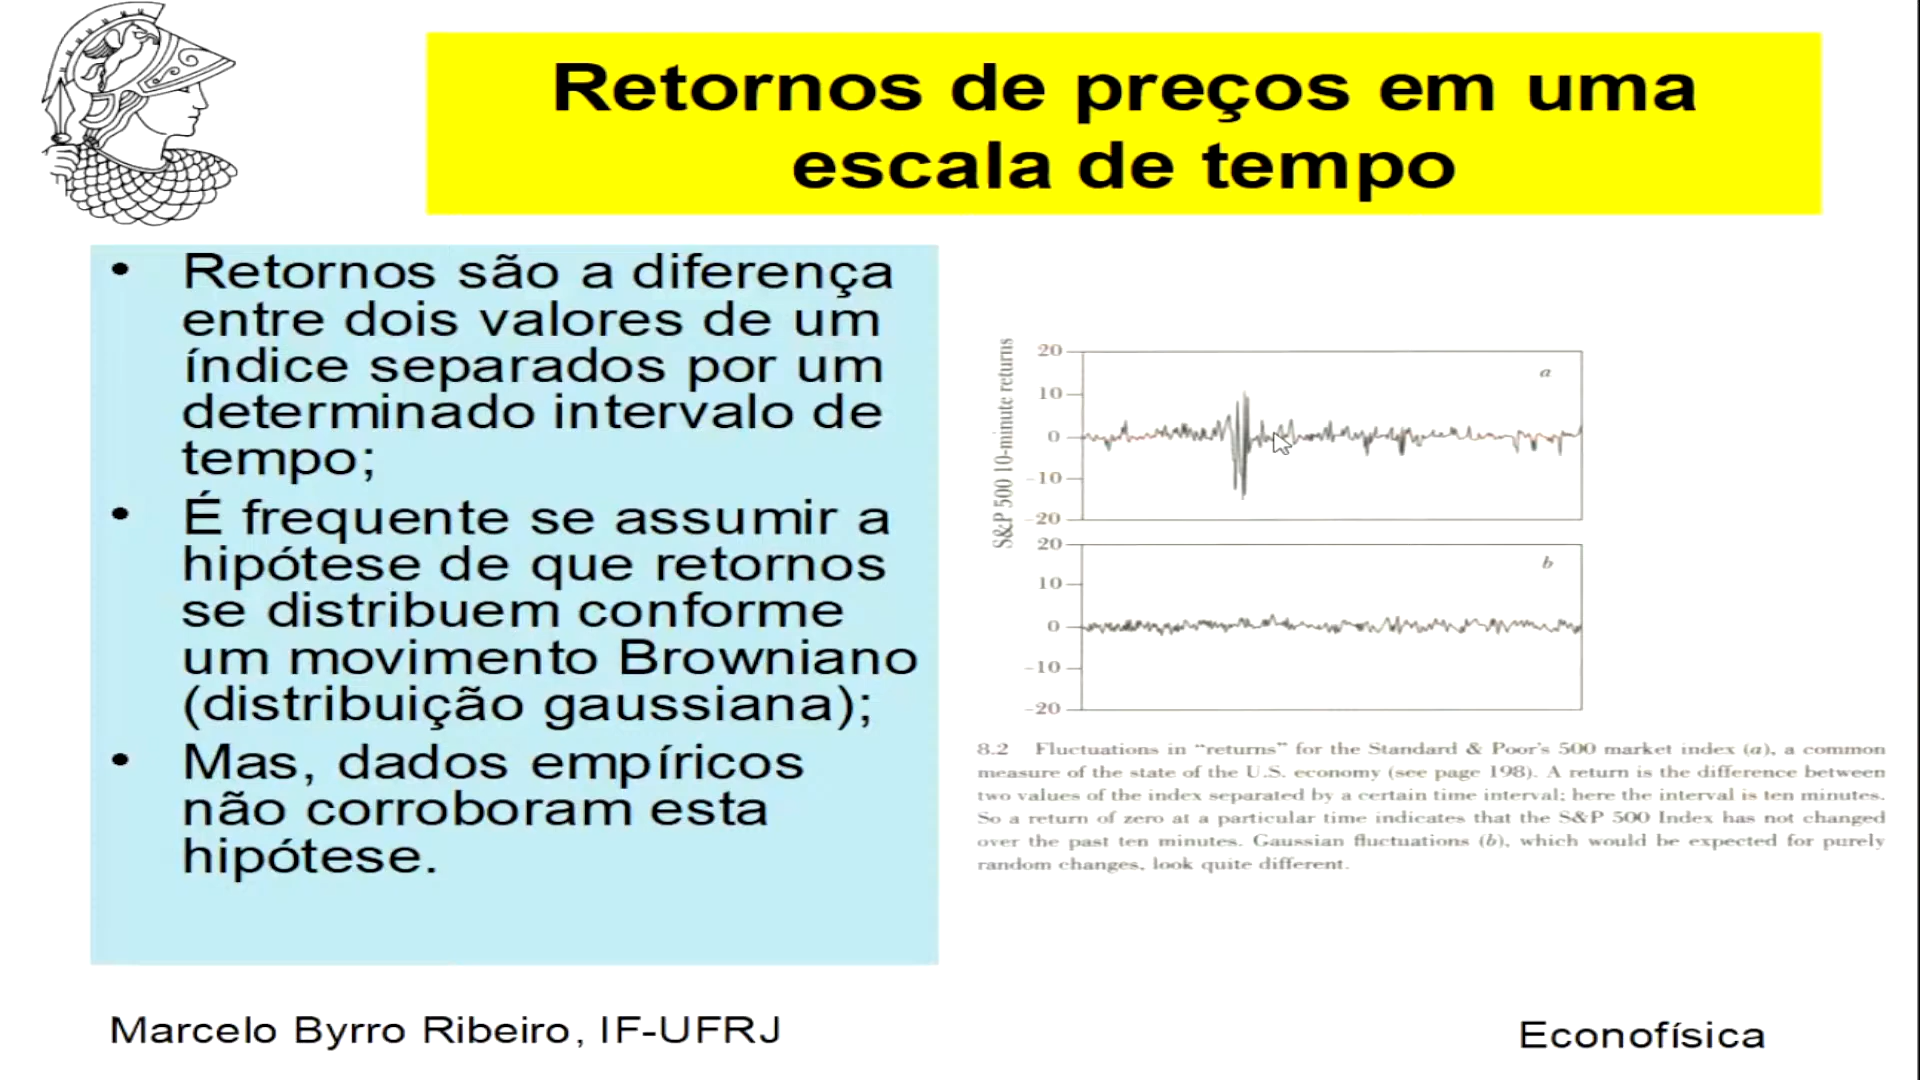 Retornos de preços em uma
escala de tempo
• Retornos são a diferença
entre dois valores de um
índice separados por um
determinado intervalo de
tempo;
• É frequente se assumir a
hipótese de que retornos
se distribuem conforme
um movimento Browniano
(distribuição gaussiana);
• Mas, dados empíricos
não corroboram esta
hipótese.
S&P 500 10-minute returns
20
10
0
-10
-20
a
20
10
0
-10
-20
b
8.2 Fluctuations in “returns” for the Standard & Poor's 500 market index (a), a common
measure of the state of the U.S. economy (see page 198). A return is the difference between
two values of the index separated by a certain time interval; here the interval is ten minutes.
So a return of zero at a particular time indicates that the S&P 500 Index has not changed
over the past ten minutes. Gaussian fluctuations (b), which would be expected for purely
random changes, look quite different.
Marcelo Byrro Ribeiro, IF-UFRJ
Econofísica